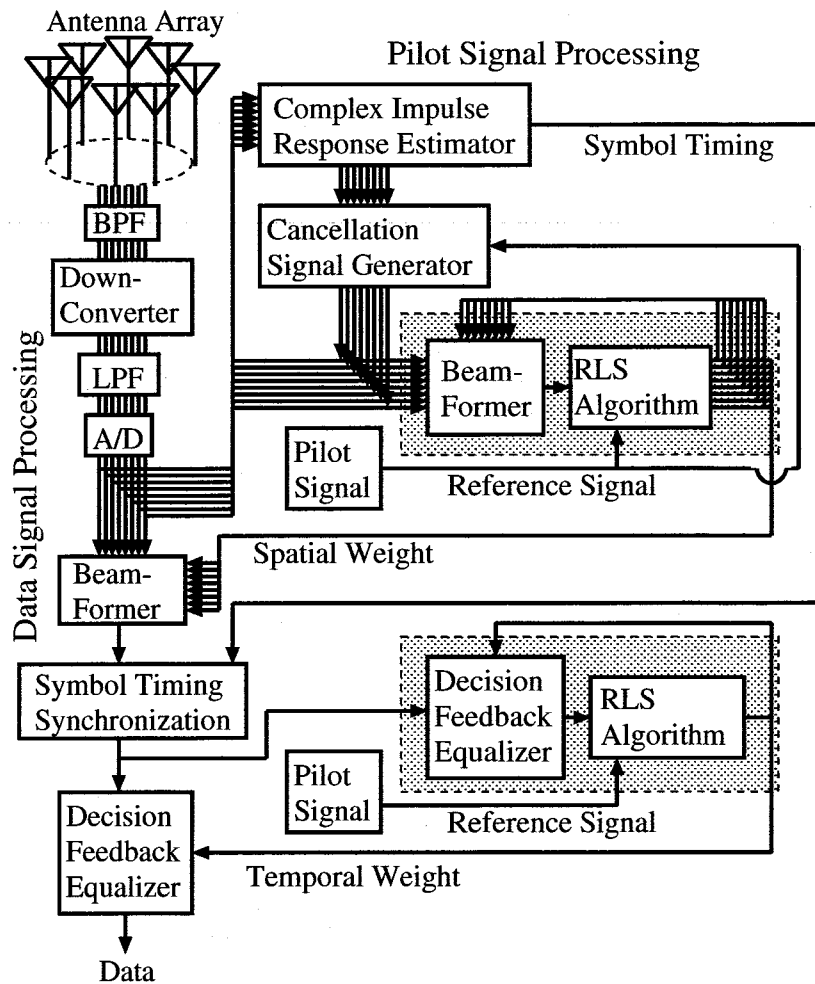 Antenna Array
Pilot Signal Processing
Complex Impulse
Response Estimator
Symbol Timing
BPF
Cancellation
Signal Generator
Down-
Converter
LPF
Beam-
Former
RLS
Algorithm
A/D
Pilot
Signal
Reference Signal
Data Signal Processing
Spatial Weight
Beam-
Former
Symbol Timing
Synchronization
Decision
Feedback
Equalizer
RLS
Algorithm
Pilot
Signal
Reference Signal
Decision
Feedback
Equalizer
Temporal Weight
Data